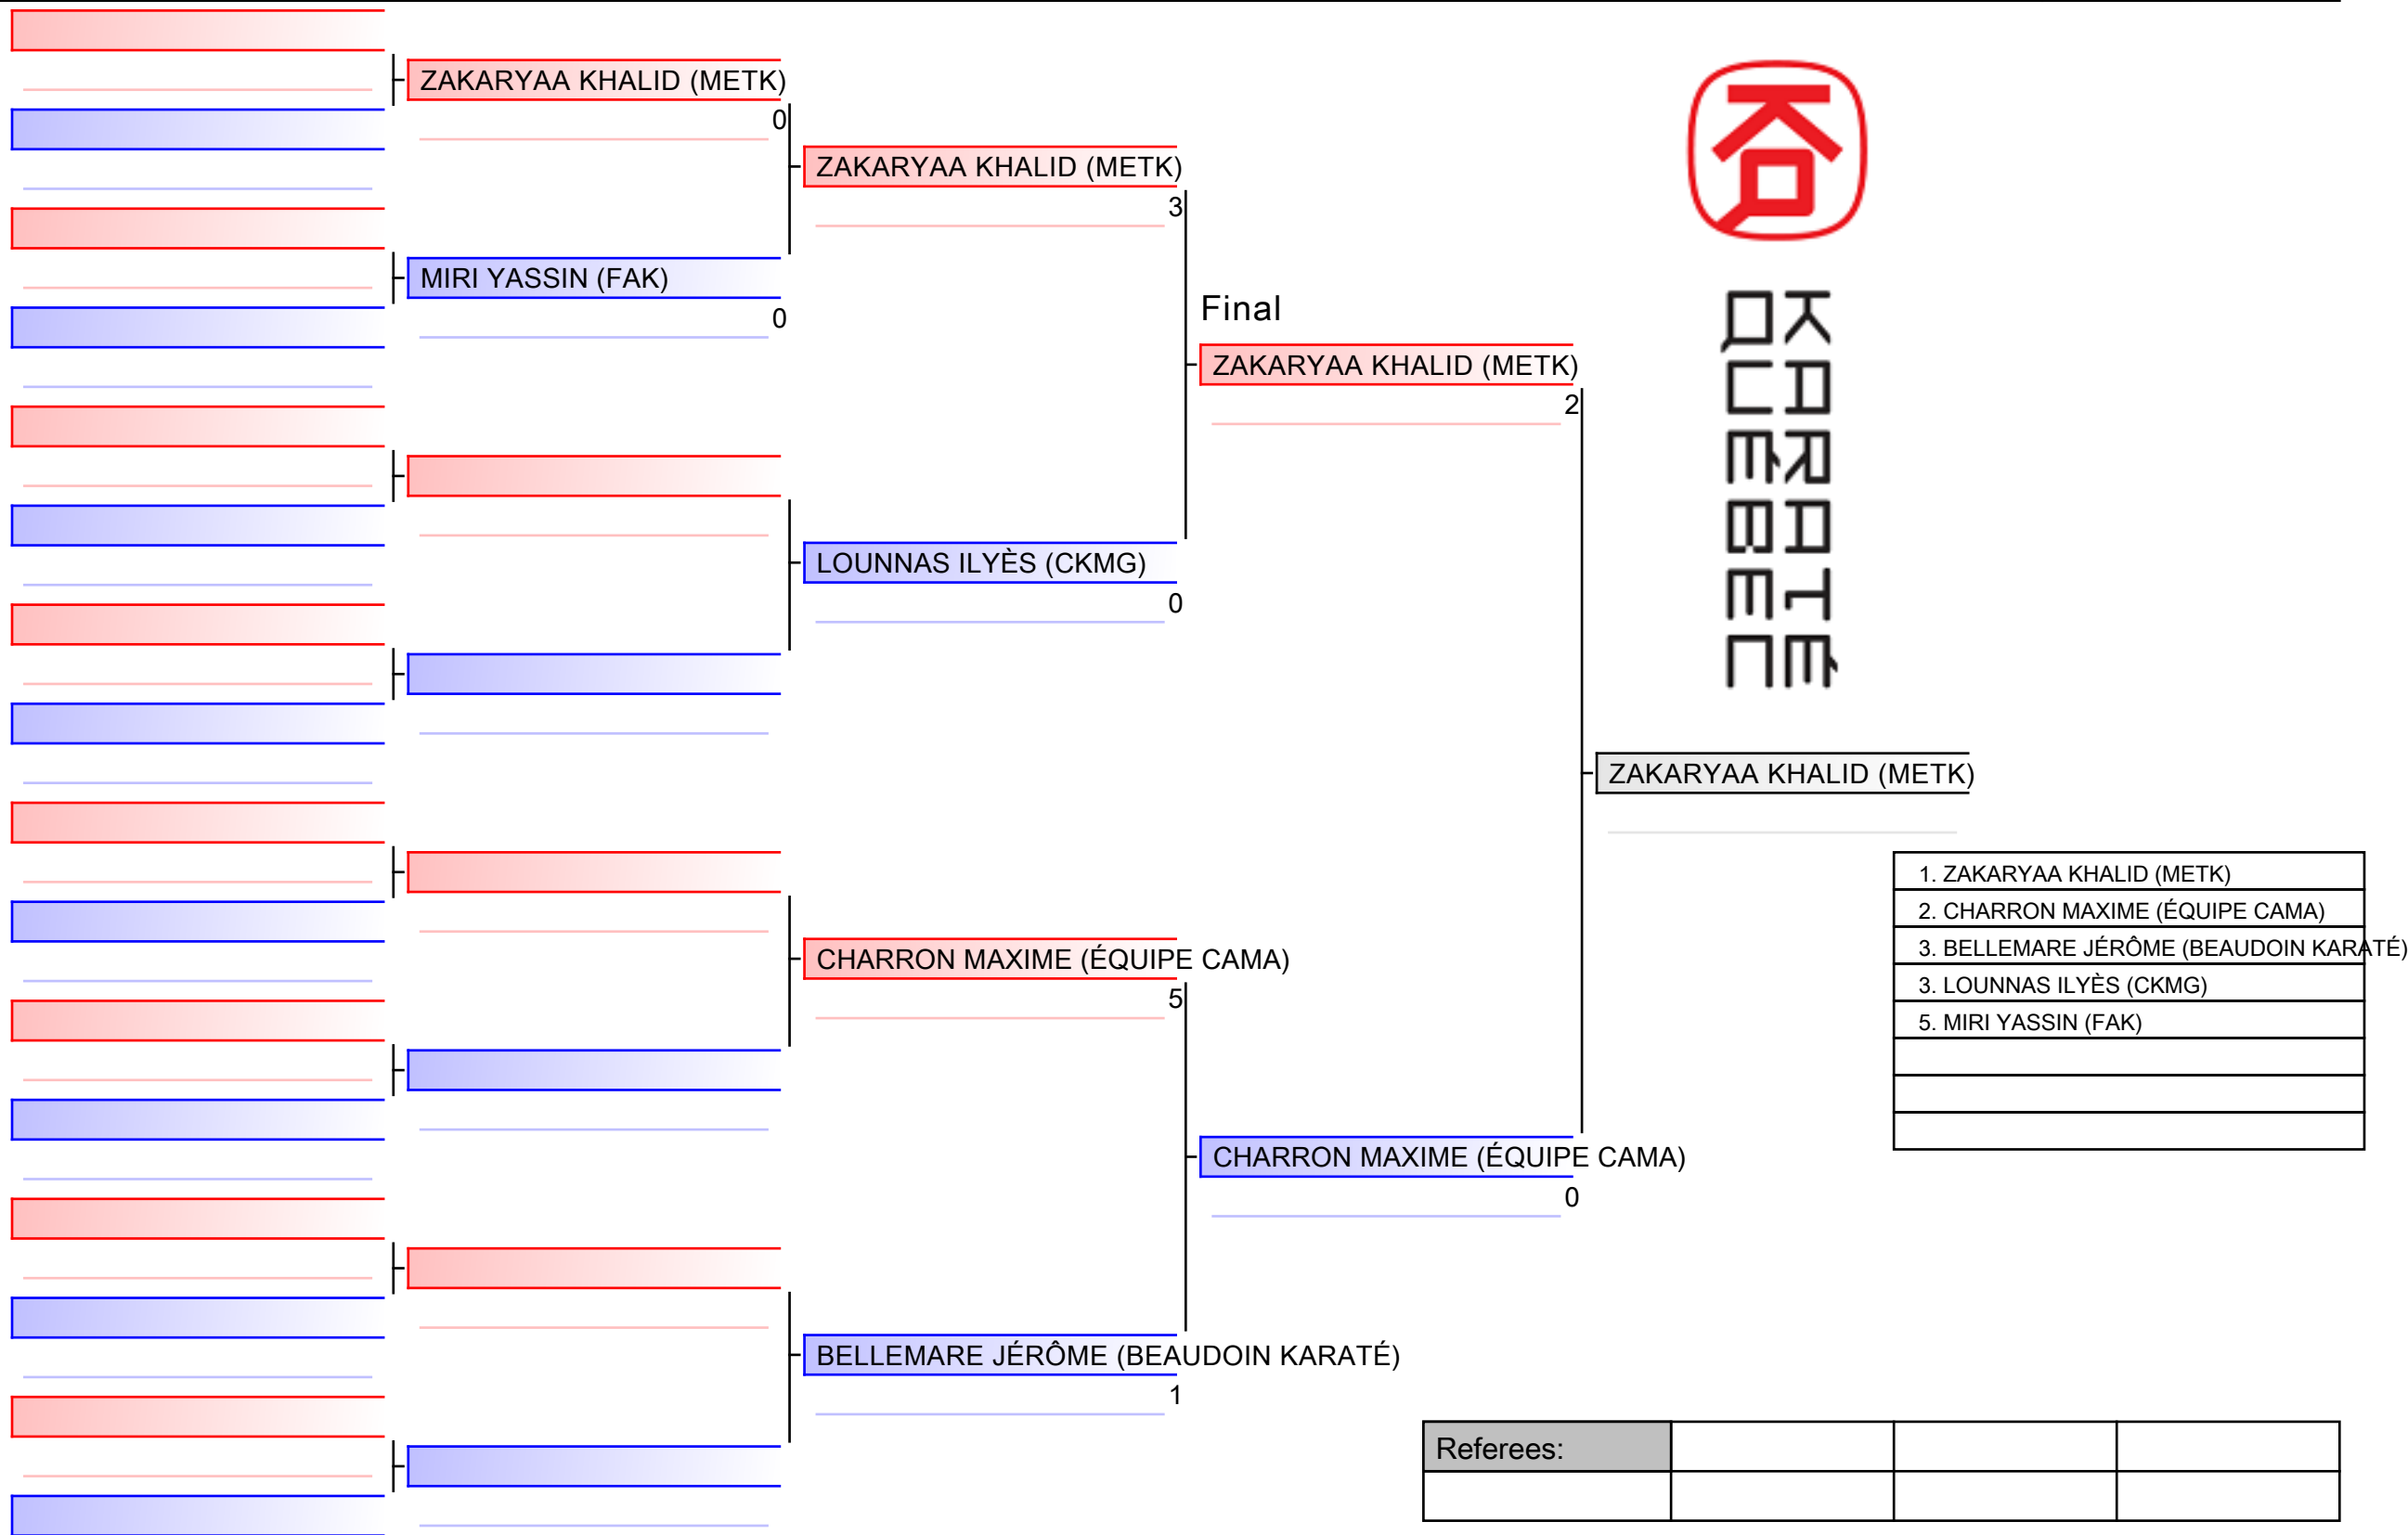 ZAKARYAA KHALID (METK)
0
MIRI YASSIN (FAK)
0
ZAKARYAA KHALID (METK)
3
LOUNNAS ILYÈS (CKMG)
0
CHARRON MAXIME (ÉQUIPE CAMA)
5
BELLEMARE JÉRÔME (BEAUDOIN KARATÉ)
1
Final
ZAKARYAA KHALID (METK)
2
CHARRON MAXIME (ÉQUIPE CAMA)
0
ZAKARYAA KHALID (METK)
KARATÉ
QUÉBEC
1. ZAKARYAA KHALID (METK)
2. CHARRON MAXIME (ÉQUIPE CAMA)
3. BELLEMARE JÉRÔME (BEAUDOIN KARATÉ)
3. LOUNNAS ILYÈS (CKMG)
5. MIRI YASSIN (FAK)
Referees: